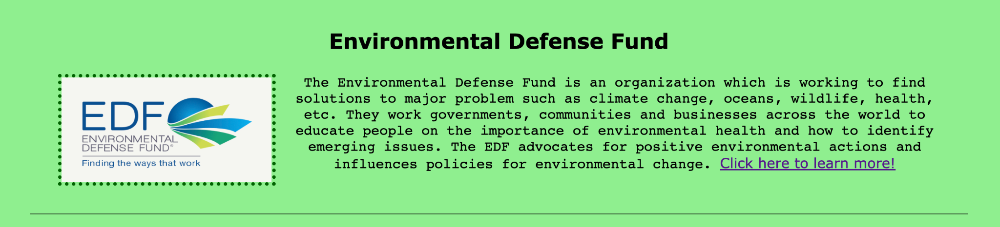 Environmental Defense Fund
EDF
ENVIRONMENTAL
DEFENSE FUND®
Finding the ways that work
The Environmental Defense Fund is an organization which is working to find
solutions to major problem such as climate change, oceans, wildlife, health,
etc. They work governments, communities and businesses across the world to
educate people on the importance of environmental health and how to identify
emerging issues. The EDF advocates for positive environmental actions and
influences policies for environmental change. Click here to learn more!